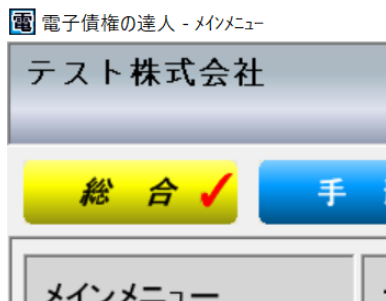 電 電子債権の達人 - ﾒｲﾝﾒﾆｭｰ
テスト株式会社
総 合 手
メインメニュー